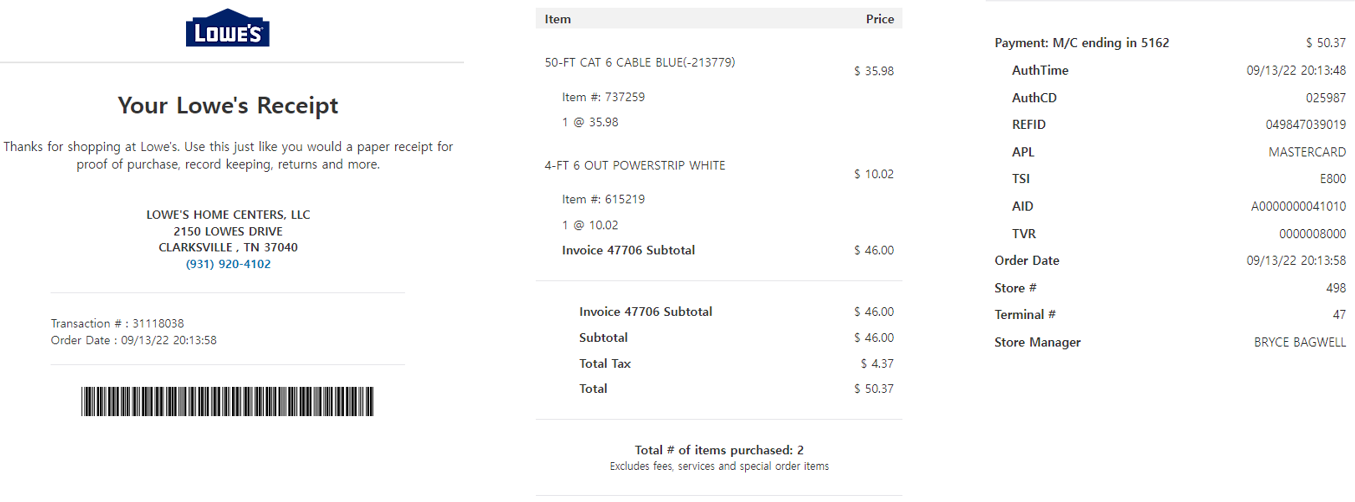 LOWE'S
Your Lowe's Receipt
Thanks for shopping at Lowe's. Use this just like you would a paper receipt for
proof of purchase, record keeping, returns and more.
LOWE'S HOME CENTERS, LLC
2150 LOWES DRIVE
CLARKSVILLE , TN 37040
(931) 920-4102
Transaction # : 31118038
Order Date : 09/13/22 20:13:58
Item Price
50-FT CAT 6 CABLE BLUE(-213779) $ 35.98
Item #: 737259
1 @ 35.98
4-FT 6 OUT POWERSTRIP WHITE $ 10.02
Item #: 615219
1 @ 10.02
Invoice 47706 Subtotal $ 46.00
Invoice 47706 Subtotal $ 46.00
Subtotal $ 46.00
Total Tax $ 4.37
Total $ 50.37
Total # of items purchased: 2
Excludes fees, services and special order items
Payment: M/C ending in 5162 $ 50.37
AuthTime 09/13/22 20:13:48
AuthCD 025987
REFID 049847039019
APL MASTERCARD
TSI E800
AID A0000000041010
TVR 0000008000
Order Date 09/13/22 20:13:58
Store # 498
Terminal # 47
Store Manager BRYCE BAGWELL